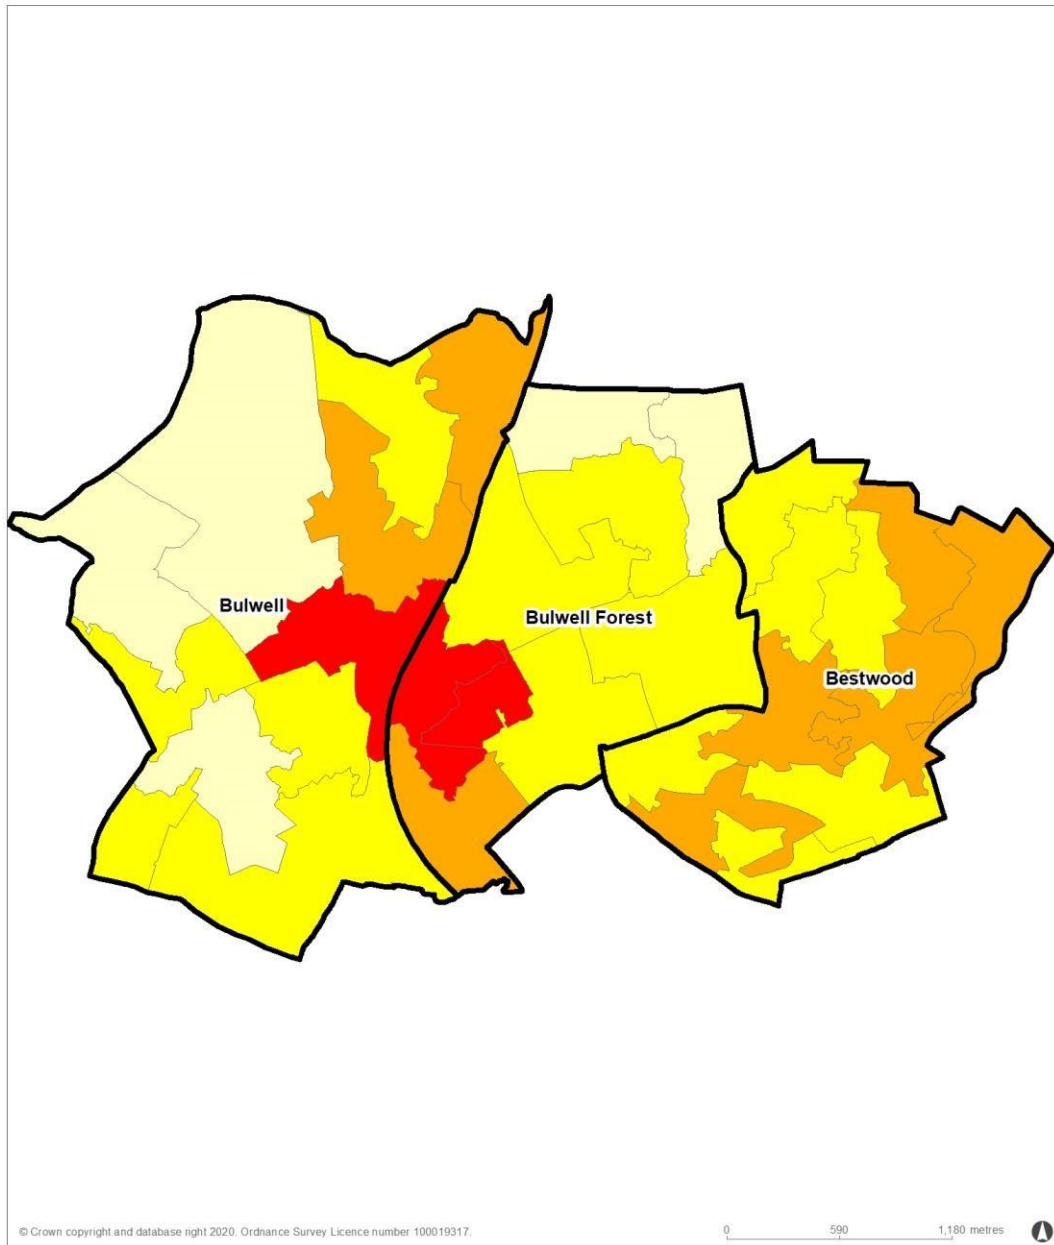 Bulwell
Bulwell Forest
Bestwood
© Crown copyright and database right 2020. Ordnance Survey Licence number 100019317.
0 590 1,180 metres